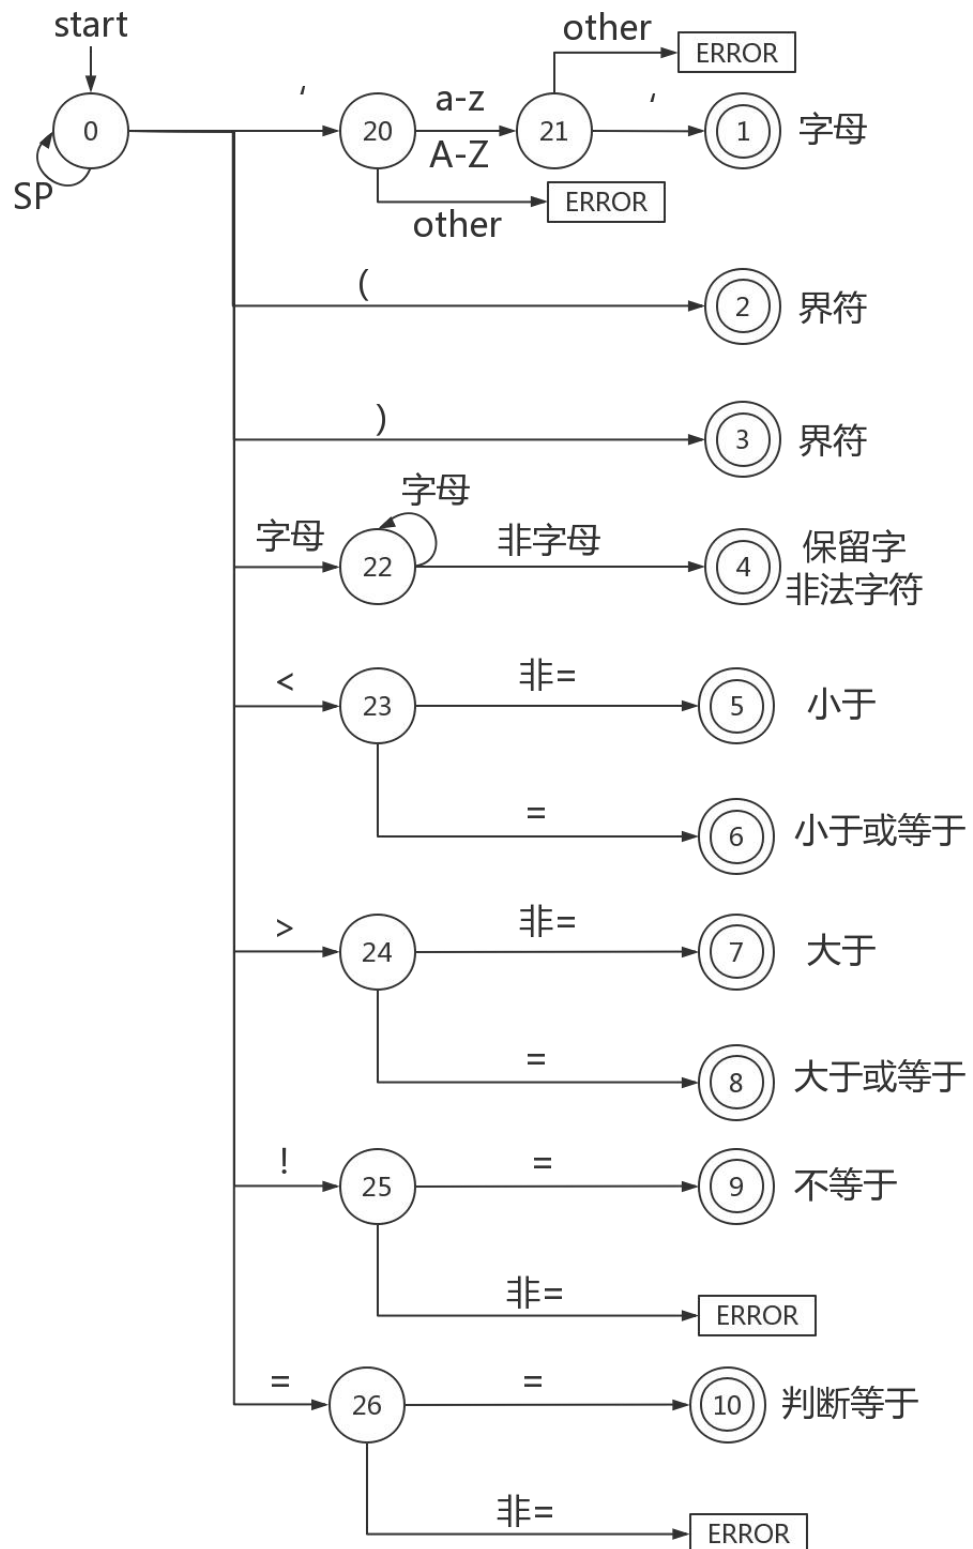 start
other
ERROR
‘
a-z
‘
0
20
21
1
字母
A-Z
SP
ERROR
other
(
2
界符
)
3
界符
字母
字母
非字母
22
4
保留字
非法字符
<
非=
23
5
小于
=
6
小于或等于
>
非=
24
7
大于
=
8
大于或等于
!
=
25
9
不等于
非=
ERROR
=
=
26
10
判断等于
非=
ERROR